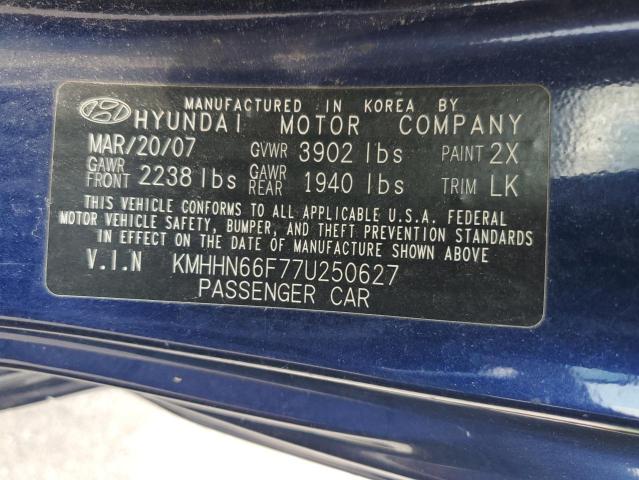 MANUFACTURED IN KOREA BY
HYUNDAI MOTOR COMPANY
MAR/20/07 GVWR 3902 lbs PAINT 2X
GAWR FRONT 2238 lbs GAWR REAR 1940 lbs TRIM LK
THIS VEHICLE CONFORMS TO ALL APPLICABLE U.S.A. FEDERAL
MOTOR VEHICLE SAFETY, BUMPER, AND THEFT PREVENTION STANDARDS
IN EFFECT ON THE DATE OF MANUFACTURE SHOWN ABOVE
V.I.N KMHHN66F77U250627
PASSENGER CAR